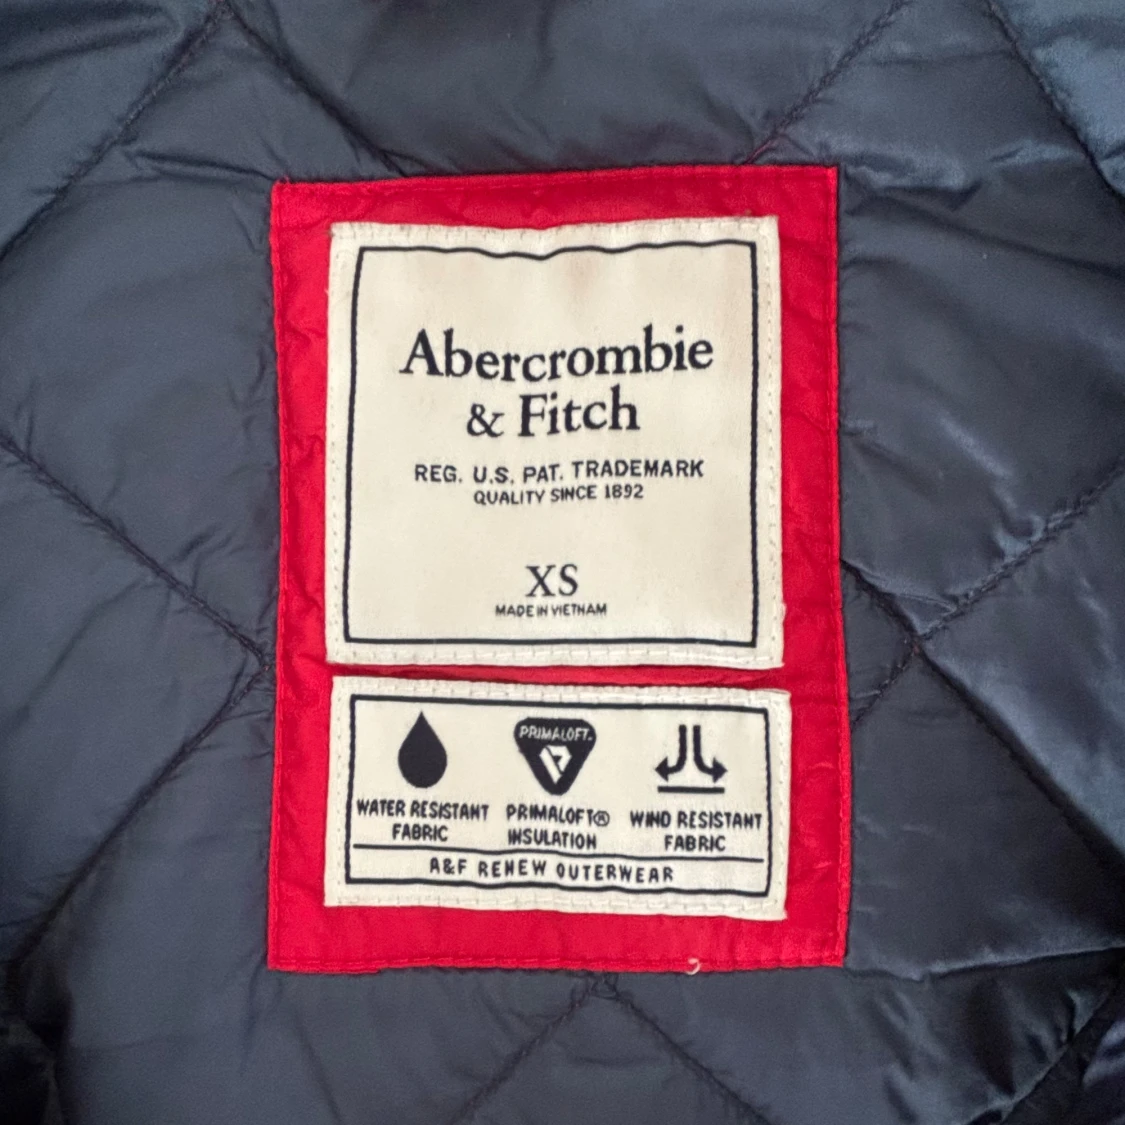 Abercrombie
& Fitch
REG. U.S. PAT. TRADEMARK
QUALITY SINCE 1892
XS
MADE IN VIETNAM
PRIMALOFT
WATER RESISTANT
FABRIC
PRIMALOFT®
INSULATION
WIND RESISTANT
FABRIC
A&F RENEW OUTERWEAR